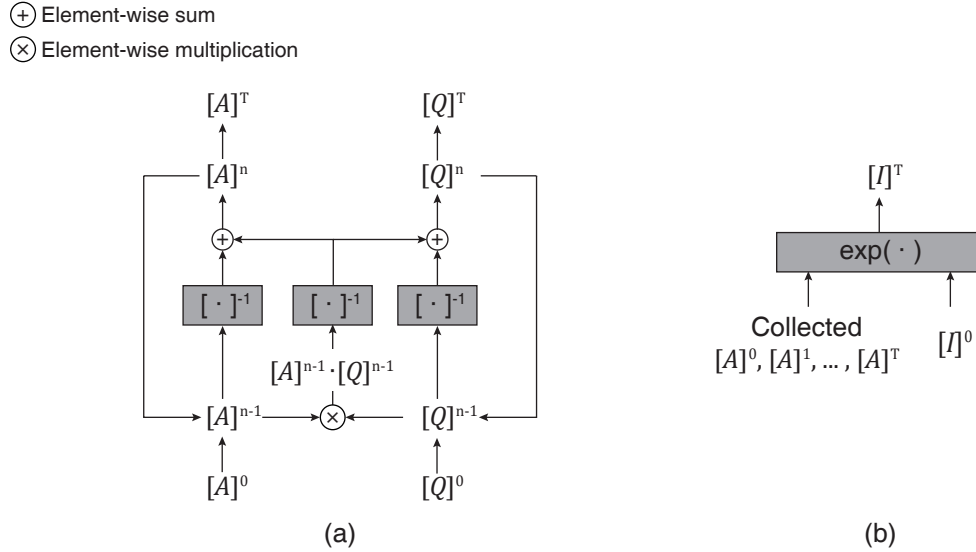 + Element-wise sum
× Element-wise multiplication
[A]ᵀ
[Q]ᵀ
[A]ⁿ
[Q]ⁿ
+
+
[ · ]⁻¹
[ · ]⁻¹
[ · ]⁻¹
[A]ⁿ⁻¹·[Q]ⁿ⁻¹
[A]ⁿ⁻¹
×
[Q]ⁿ⁻¹
[A]⁰
[Q]⁰
(a)
[I]ᵀ
exp( · )
Collected
[A]⁰, [A]¹, ... , [A]ᵀ
[I]⁰
(b)